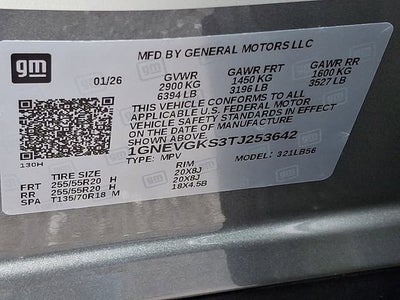 gm
MFD BY GENERAL MOTORS LLC
01/26 GVWR GAWR FRT GAWR RR
2900 KG 1450 KG 1600 KG
6394 LB 3196 LB 3527 LB
THIS VEHICLE CONFORMS TO ALL
APPLICABLE U.S. FEDERAL MOTOR
VEHICLE SAFETY STANDARDS IN EFFECT
ON THE DATE OF MANUFACTURE SHOWN ABOVE.
1GNEVGKS3TJ253642
TYPE: MPV MODEL: 321LB56
130H
TIRE SIZE RIM
FRT 255/55R20 H 20X8J
RR 255/55R20 H 20X8J
SPA T135/70R18 M 18X4.5B